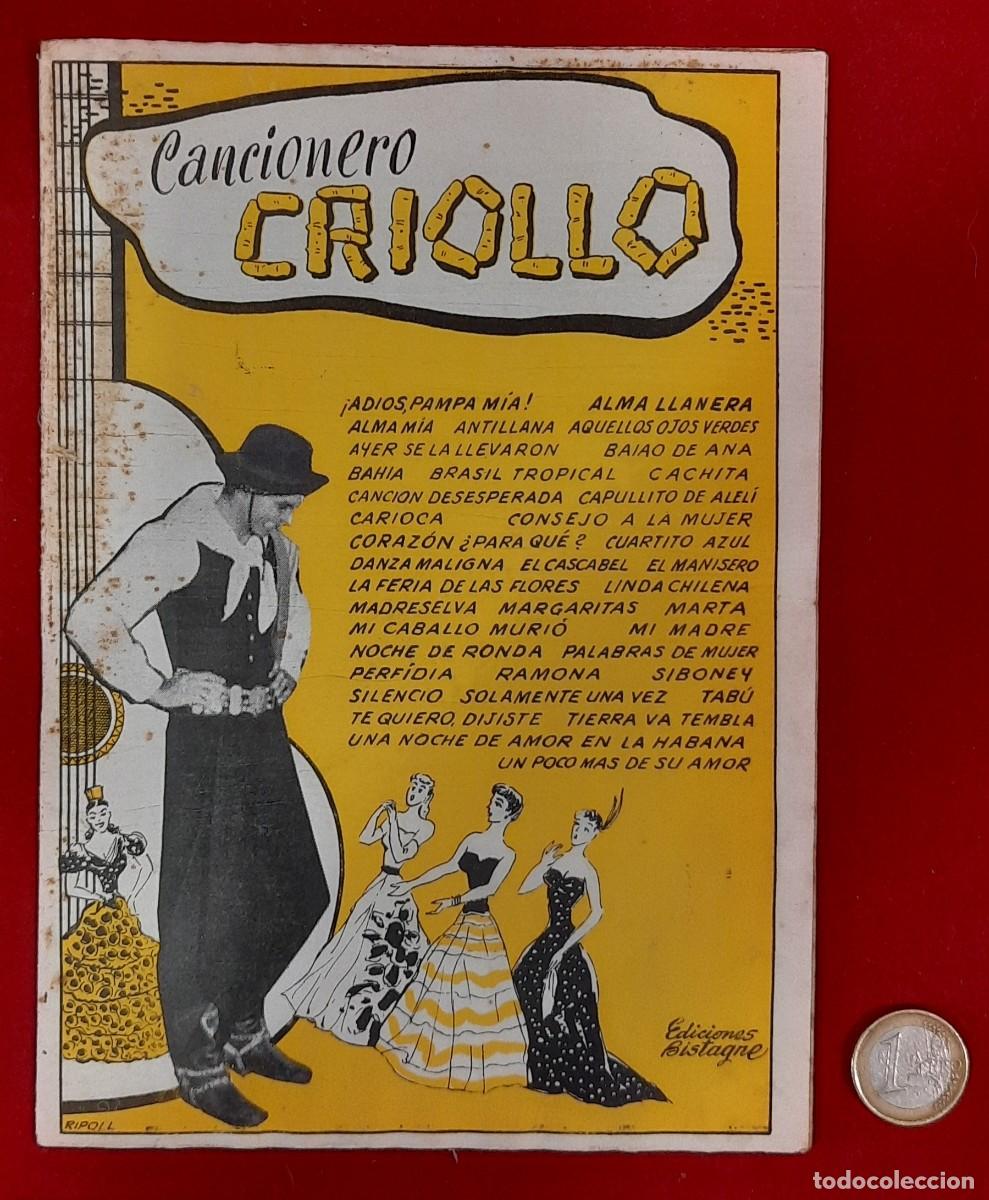 Cancionero
CRIOLLO
¡ADIOS, PAMPA MÍA! ALMA LLANERA
ALMA MÍA ANTILLANA AQUELLOS OJOS VERDES
AYER SE LA LLEVARON BAIAO DE ANA
BAHIA BRASIL TROPICAL CACHITA
CANCION DESESPERADA CAPULLITO DE ALELÍ
CARIOCA CONSEJO A LA MUJER
CORAZÓN ¿PARA QUÉ? CUARTITO AZUL
DANZA MALIGNA EL CASCABEL EL MANISERO
LA FERIA DE LAS FLORES LINDA CHILENA
MADRESELVA MARGARITAS MARTA
MI CABALLO MURIÓ MI MADRE
NOCHE DE RONDA PALABRAS DE MUJER
PERFÍDIA RAMONA SIBONEY
SILENCIO SOLAMENTE UNA VEZ TABÚ
TE QUIERO, DIJISTE TIERRA VA TEMBLA
UNA NOCHE DE AMOR EN LA HABANA
UN POCO MAS DE SU AMOR
Ediciones
Bistagne
RIPOLL
1
todocoleccion